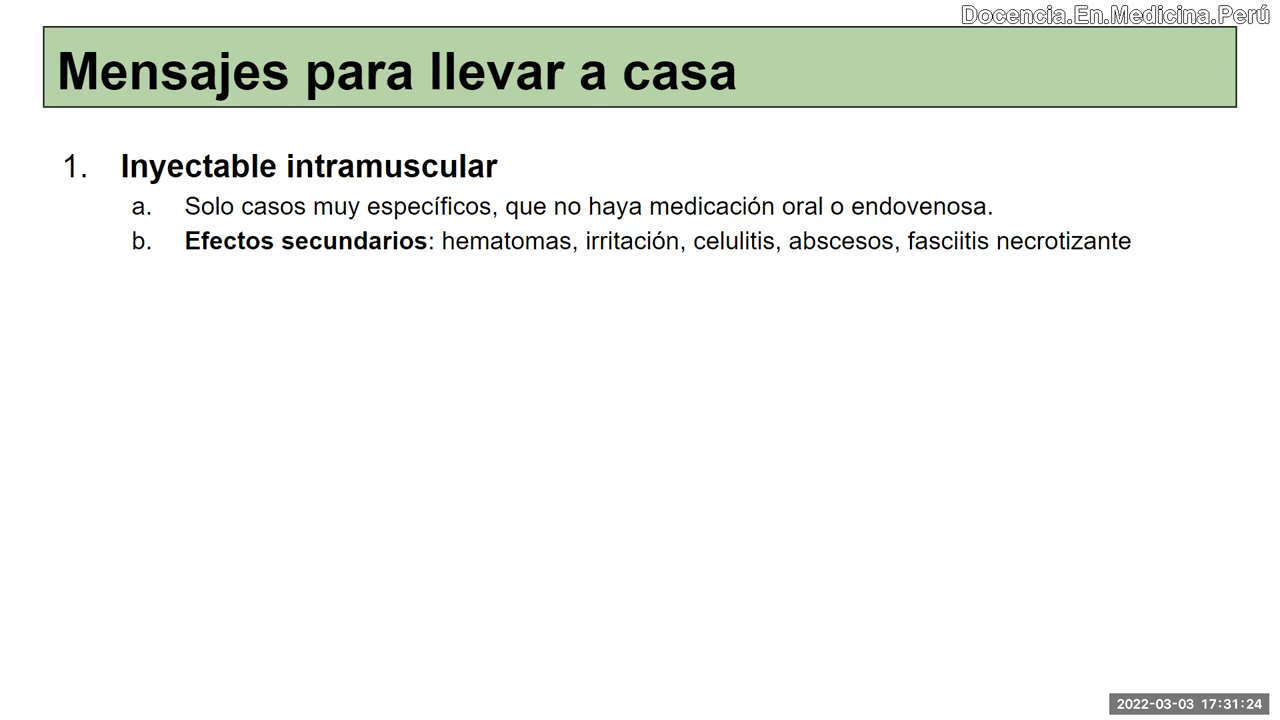 Docencia.En.Medicina.Perú
Mensajes para llevar a casa
1. Inyectable intramuscular
a. Solo casos muy específicos, que no haya medicación oral o endovenosa.
b. Efectos secundarios: hematomas, irritación, celulitis, abscesos, fasciitis necrotizante
2022-03-03 17:31:24